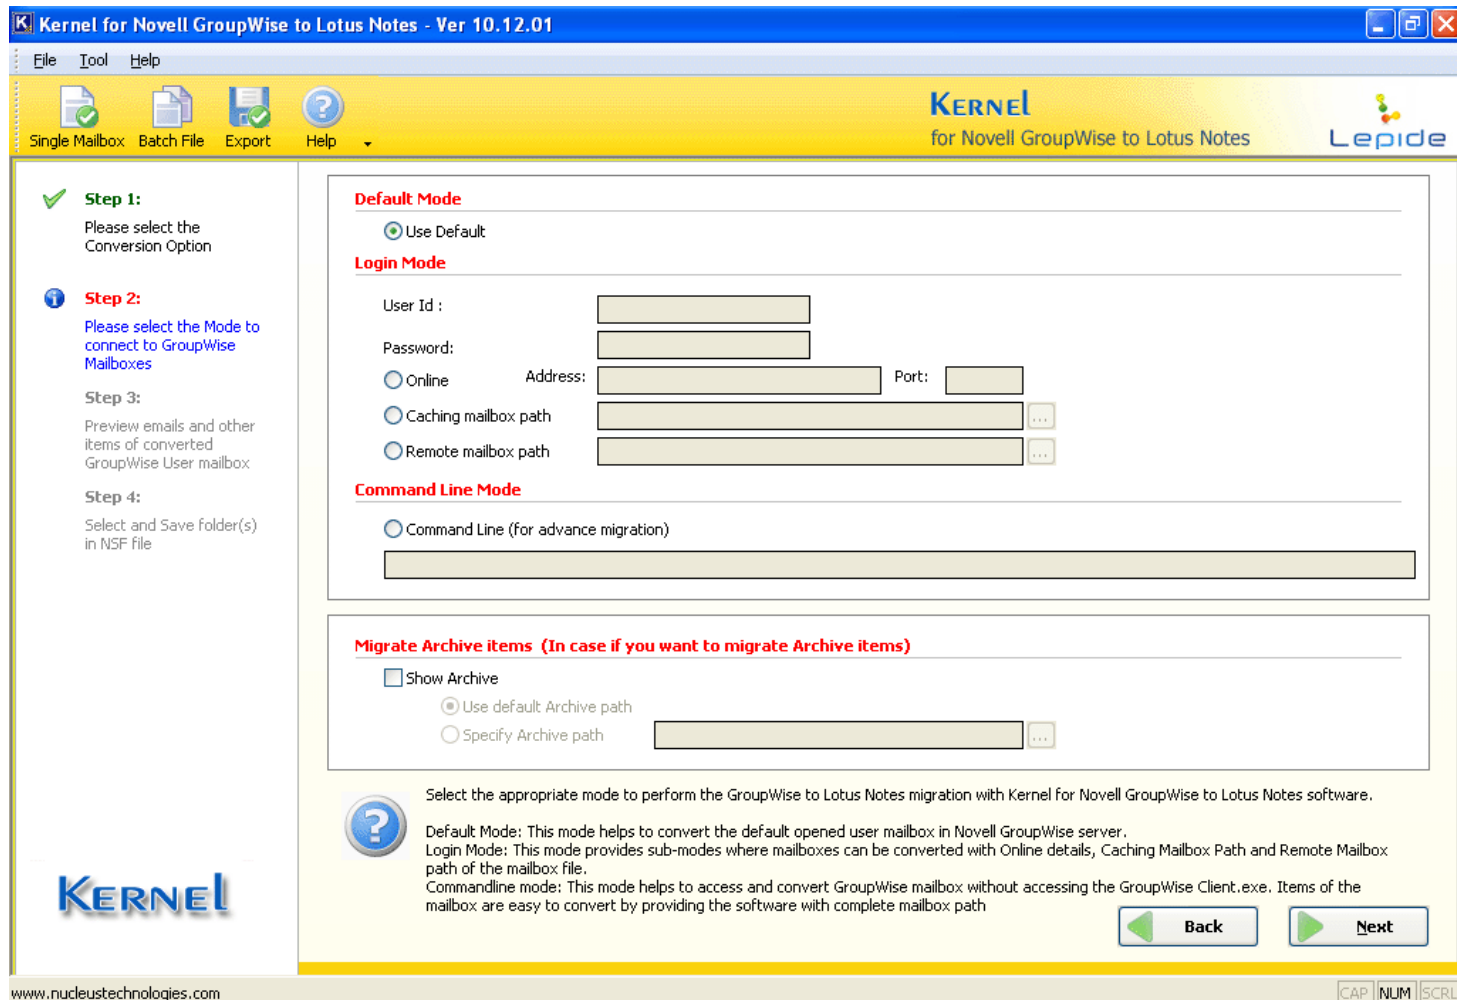 Kernel for Novell GroupWise to Lotus Notes - Ver 10.12.01
File Tool Help
Single Mailbox Batch File Export Help
KERNEL
for Novell GroupWise to Lotus Notes
Lepide
Step 1:
Please select the
Conversion Option
Step 2:
Please select the Mode to
connect to GroupWise
Mailboxes
Step 3:
Preview emails and other
items of converted
GroupWise User mailbox
Step 4:
Select and Save folder(s)
in NSF file
KERNEL
Default Mode
Use Default
Login Mode
User Id :
Password:
Online Address: Port:
Caching mailbox path ...
Remote mailbox path ...
Command Line Mode
Command Line (for advance migration)
Migrate Archive items (In case if you want to migrate Archive items)
Show Archive
Use default Archive path
Specify Archive path ...
Select the appropriate mode to perform the GroupWise to Lotus Notes migration with Kernel for Novell GroupWise to Lotus Notes software.
Default Mode: This mode helps to convert the default opened user mailbox in Novell GroupWise server.
Login Mode: This mode provides sub-modes where mailboxes can be converted with Online details, Caching Mailbox Path and Remote Mailbox
path of the mailbox file.
Commandline mode: This mode helps to access and convert GroupWise mailbox without accessing the GroupWise Client.exe. Items of the
mailbox are easy to convert by providing the software with complete mailbox path
Back Next
www.nucleustechnologies.com
CAP NUM SCRL